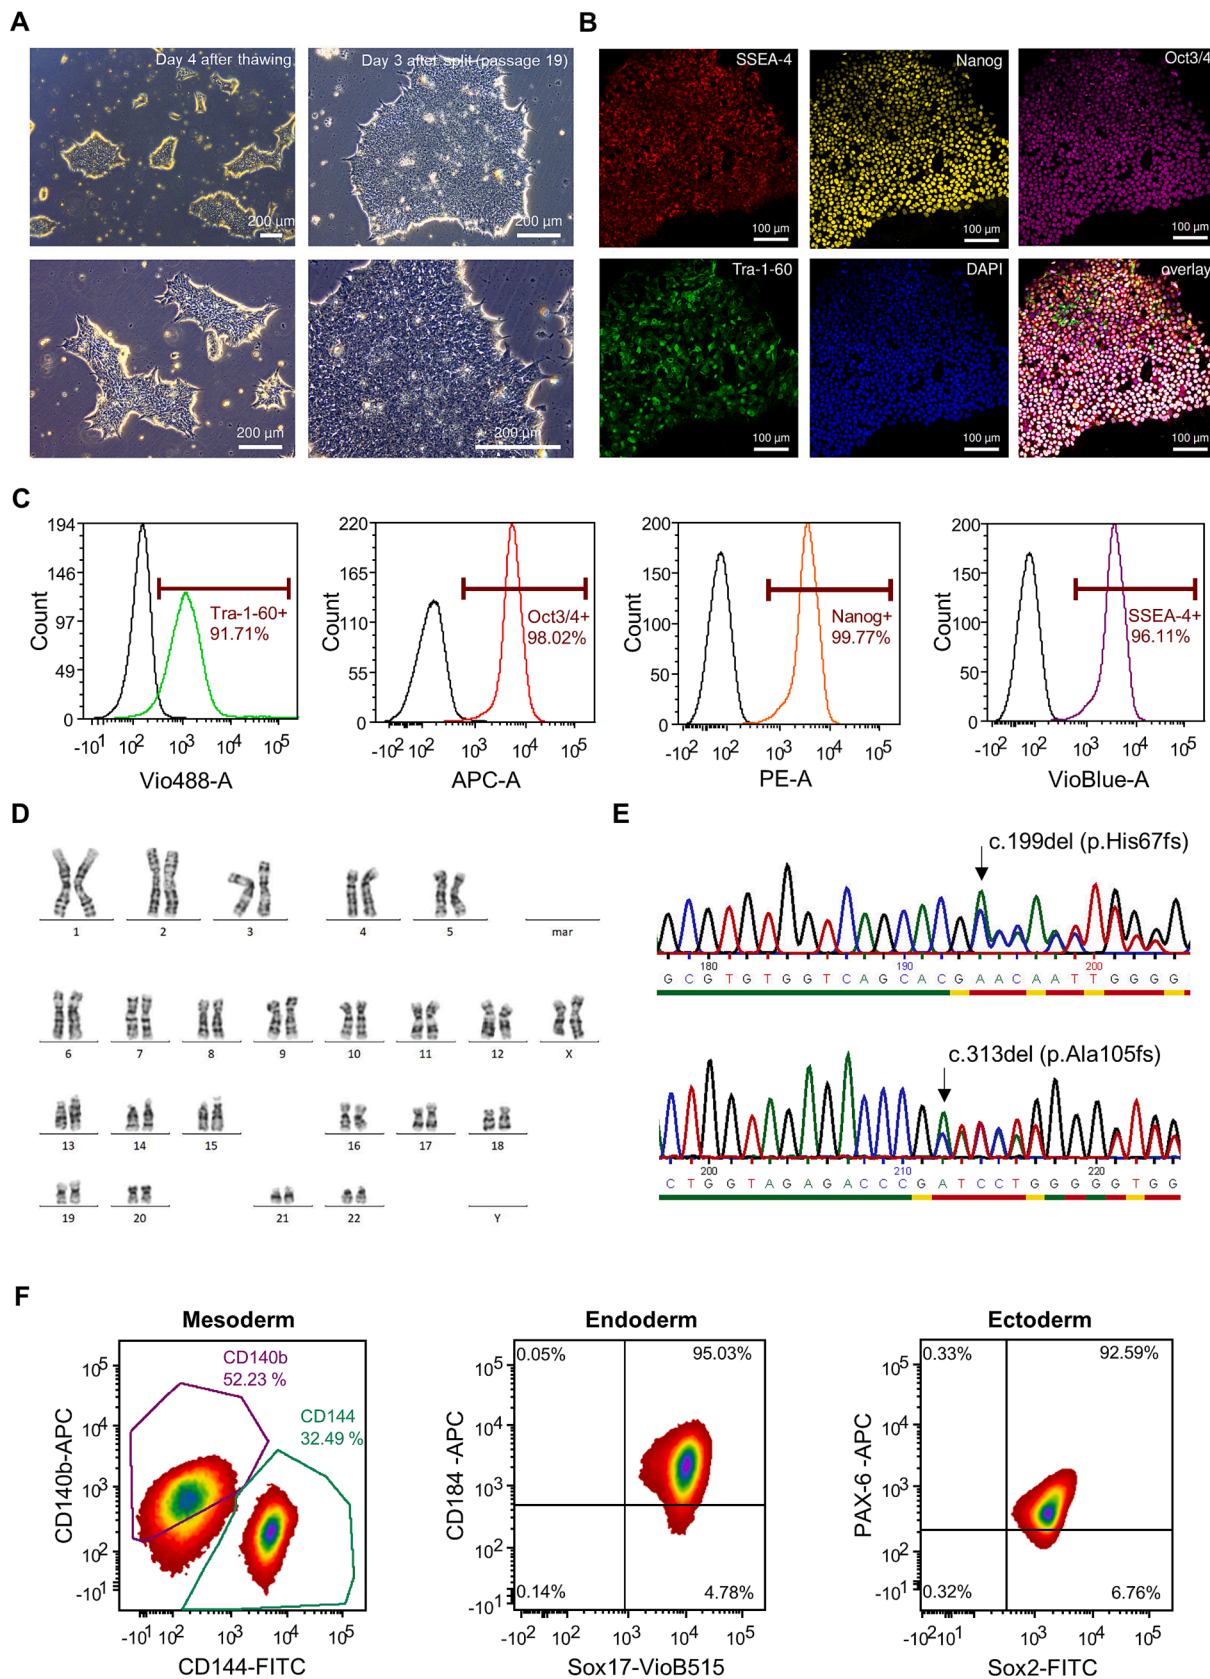 A
Day 4 after thawing
Day 3 after split (passage 19)
200 µm
200 µm
200 µm
200 µm
B
SSEA-4
Nanog
Oct3/4
100 µm
100 µm
100 µm
Tra-1-60
DAPI
overlay
100 µm
100 µm
100 µm
C
194
146
97
49
0
Count
Tra-1-60+
91.71%
-10¹ 10² 10³ 10⁴ 10⁵
Vio488-A
220
165
110
55
0
Count
Oct3/4+
98.02%
-10² 10² 10³ 10⁴ 10⁵
APC-A
200
150
100
50
0
Count
Nanog+
99.77%
-10² 10² 10³ 10⁴ 10⁵
PE-A
200
150
100
50
0
Count
SSEA-4+
96.11%
-10² 10² 10³ 10⁴ 10⁵
VioBlue-A
D
1 2 3 4 5 mar
6 7 8 9 10 11 12 X
13 14 15 16 17 18
19 20 21 22 Y
E
c.199del (p.His67fs)
180 190 200
G C G T G T G G T C A G C A C G A A C A A T T G G G G
c.313del (p.Ala105fs)
200 210 220
C T G G T A G A G A C C C G A T C C T G G G G G T G G
F
Mesoderm
CD140b
52.23 %
CD144
32.49 %
10⁵
10⁴
10³
10²
-10¹
CD140b-APC
-10¹ 10² 10³ 10⁴ 10⁵
CD144-FITC
Endoderm
0.05% 95.03%
0.14% 4.78%
10⁵
10⁴
10³
10²
-10¹
CD184 -APC
-10¹ 10² 10³ 10⁴ 10⁵
Sox17-VioB515
Ectoderm
0.33% 92.59%
0.32% 6.76%
10⁵
10⁴
10³
10²
-10¹
PAX-6 -APC
-10²10¹ 10³ 10⁴ 10⁵
Sox2-FITC